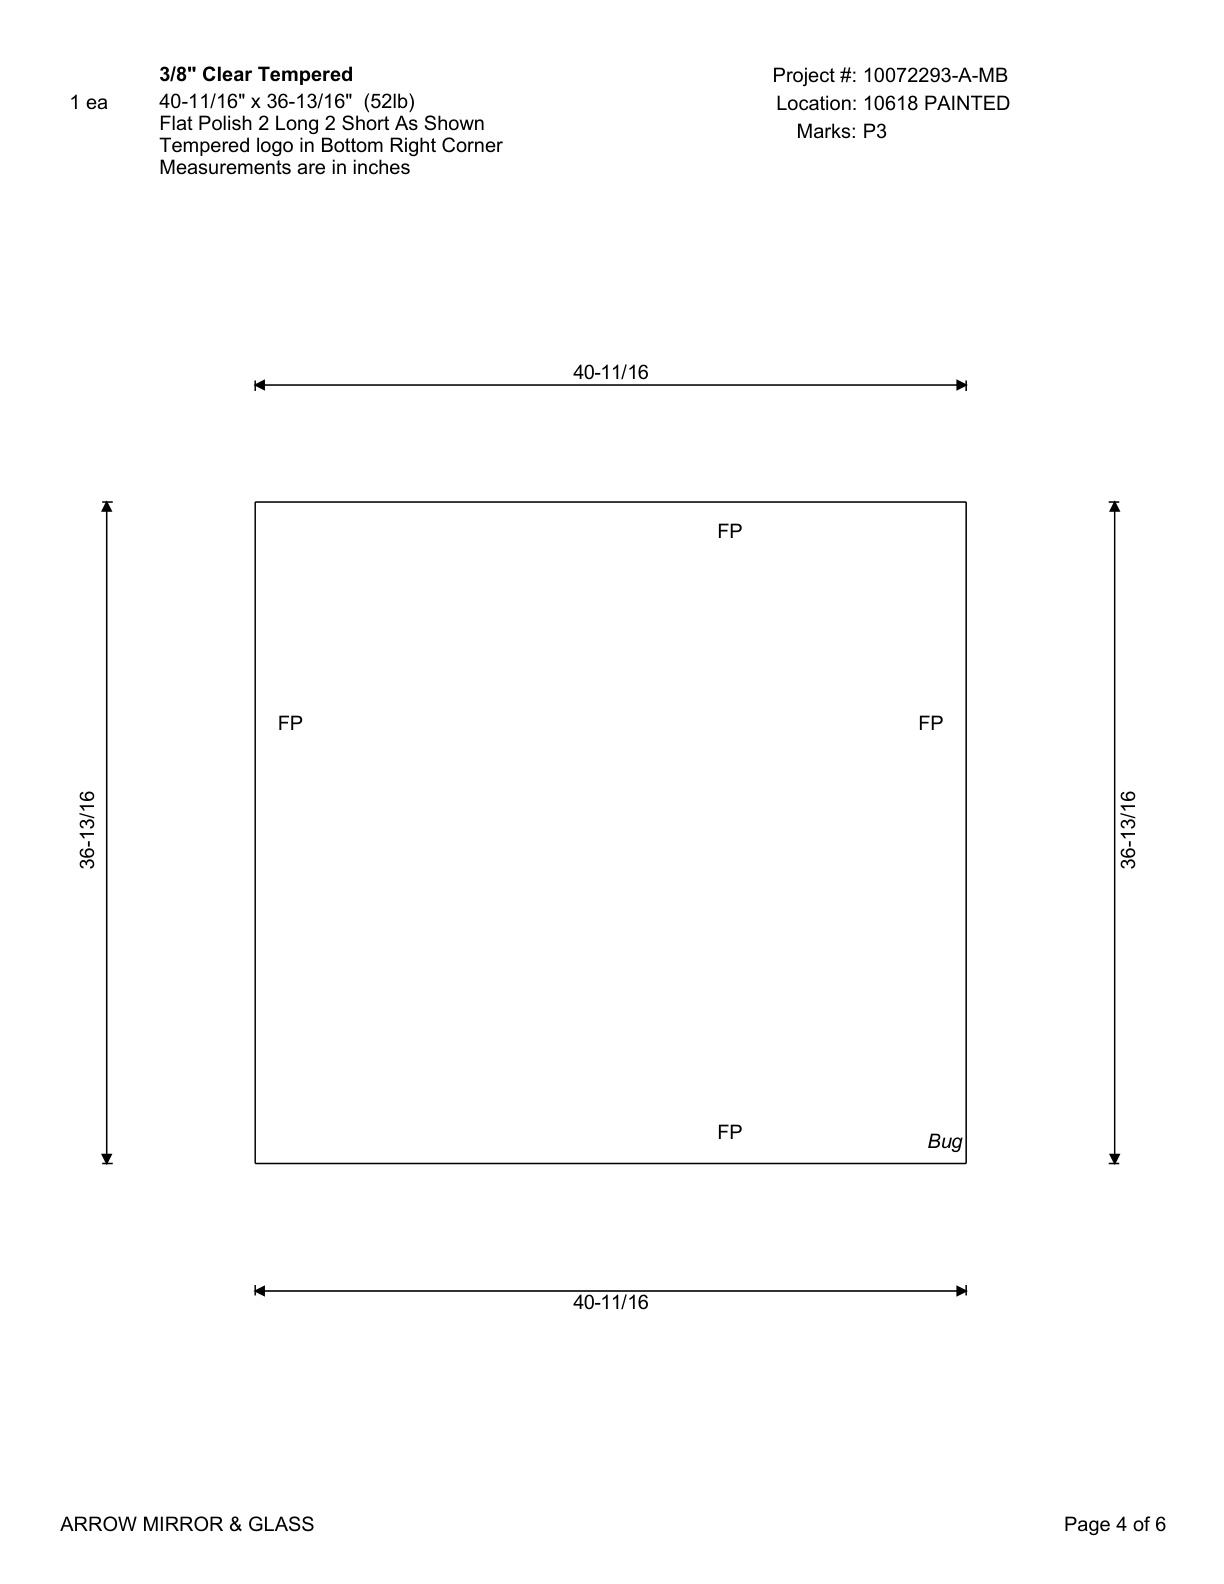 3/8" Clear Tempered
1 ea
40-11/16" x 36-13/16" (52lb)
Flat Polish 2 Long 2 Short As Shown
Tempered logo in Bottom Right Corner
Measurements are in inches
Project #: 10072293-A-MB
Location: 10618 PAINTED
Marks: P3
40-11/16
FP
FP
FP
36-13/16
36-13/16
FP
Bug
40-11/16
ARROW MIRROR & GLASS
Page 4 of 6